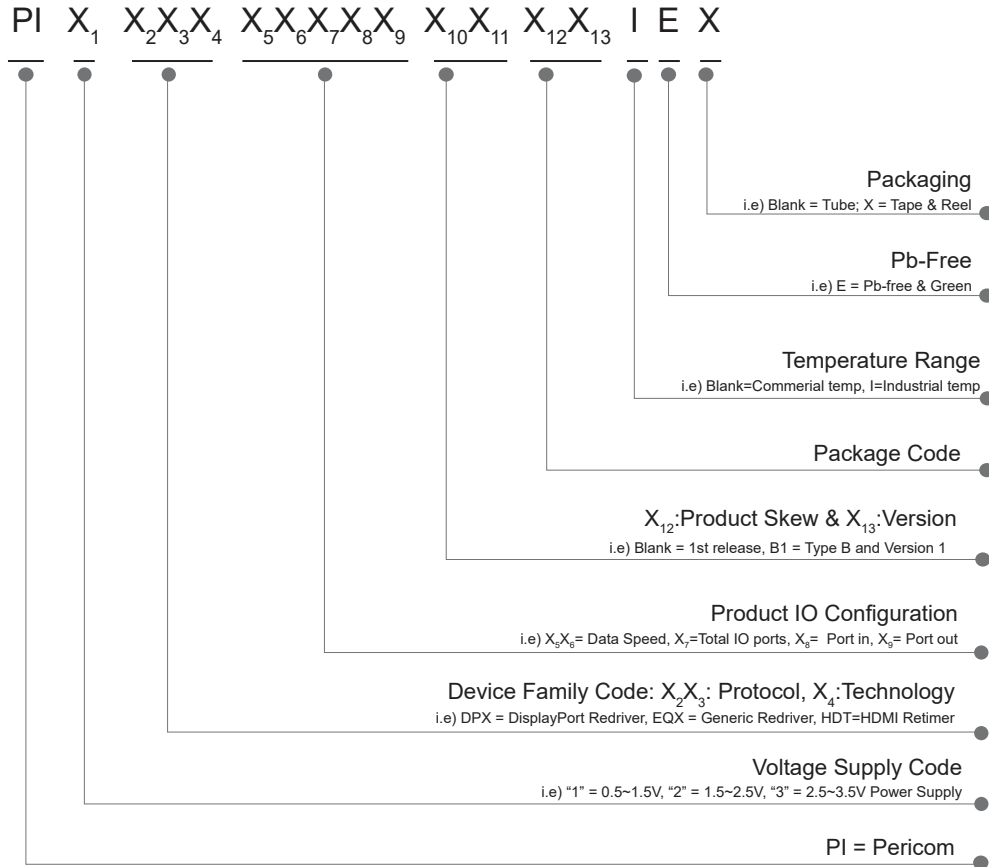 PI X1 X2X3X4 X5X6X7X8X9 X10X11 X12X13 I E X
Packaging
i.e) Blank = Tube; X = Tape & Reel
Pb-Free
i.e) E = Pb-free & Green
Temperature Range
i.e) Blank=Commerial temp, I=Industrial temp
Package Code
X12:Product Skew & X13:Version
i.e) Blank = 1st release, B1 = Type B and Version 1
Product IO Configuration
i.e) X5X6= Data Speed, X7=Total IO ports, X8= Port in, X9= Port out
Device Family Code: X2X3: Protocol, X4:Technology
i.e) DPX = DisplayPort Redriver, EQX = Generic Redriver, HDT=HDMI Retimer
Voltage Supply Code
i.e) “1” = 0.5~1.5V, “2” = 1.5~2.5V, “3” = 2.5~3.5V Power Supply
PI = Pericom